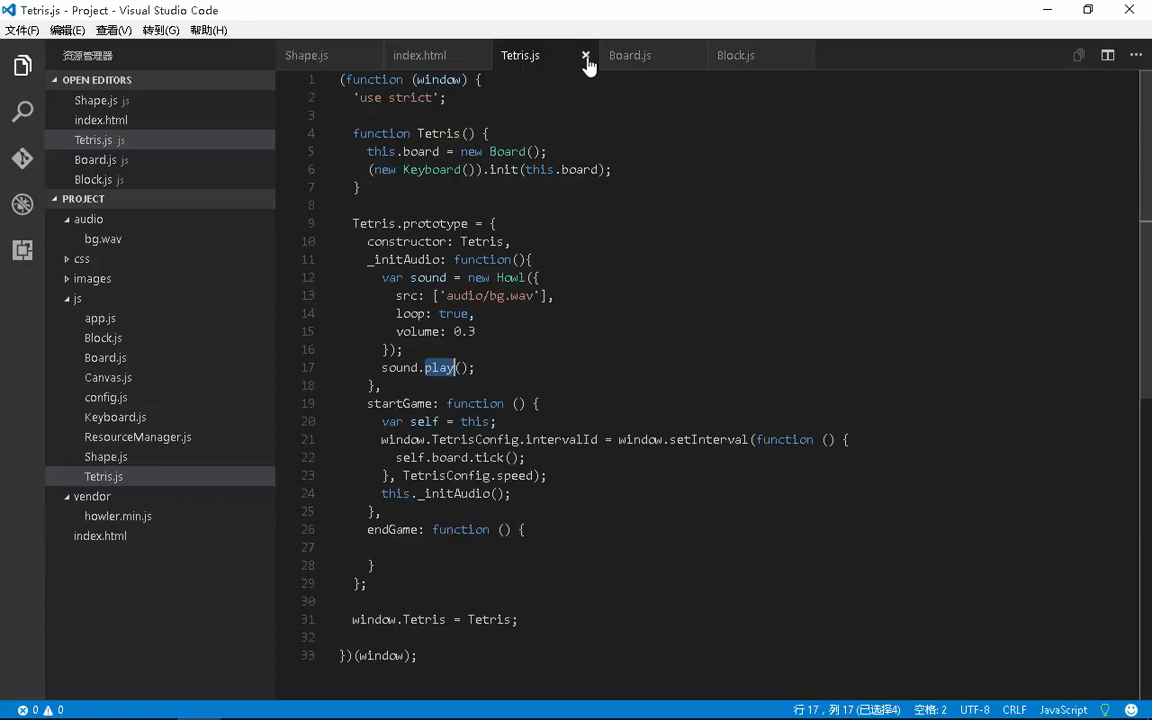 Tetris.js - Project - Visual Studio Code
文件(F) 编辑(E) 查看(V) 转到(G) 帮助(H)
资源管理器
OPEN EDITORS
Shape.js js
index.html
Tetris.js js
Board.js js
Block.js js
PROJECT
audio
bg.wav
css
images
js
app.js
Block.js
Board.js
Canvas.js
config.js
Keyboard.js
ResourceManager.js
Shape.js
Tetris.js
vendor
howler.min.js
index.html
Shape.js index.html Tetris.js Board.js Block.js
1 (function (window) {
2 'use strict';
3
4 function Tetris() {
5 this.board = new Board();
6 (new Keyboard()).init(this.board);
7 }
8
9 Tetris.prototype = {
10 constructor: Tetris,
11 _initAudio: function(){
12 var sound = new Howl({
13 src: ['audio/bg.wav'],
14 loop: true,
15 volume: 0.3
16 });
17 sound.play();
18 },
19 startGame: function () {
20 var self = this;
21 window.TetrisConfig.intervalId = window.setInterval(function () {
22 self.board.tick();
23 }, TetrisConfig.speed);
24 this._initAudio();
25 },
26 endGame: function () {
27
28 }
29 };
30
31 window.Tetris = Tetris;
32
33 })(window);
0 0 行 17，列 17 (已选择4) 空格: 2 UTF-8 CRLF JavaScript